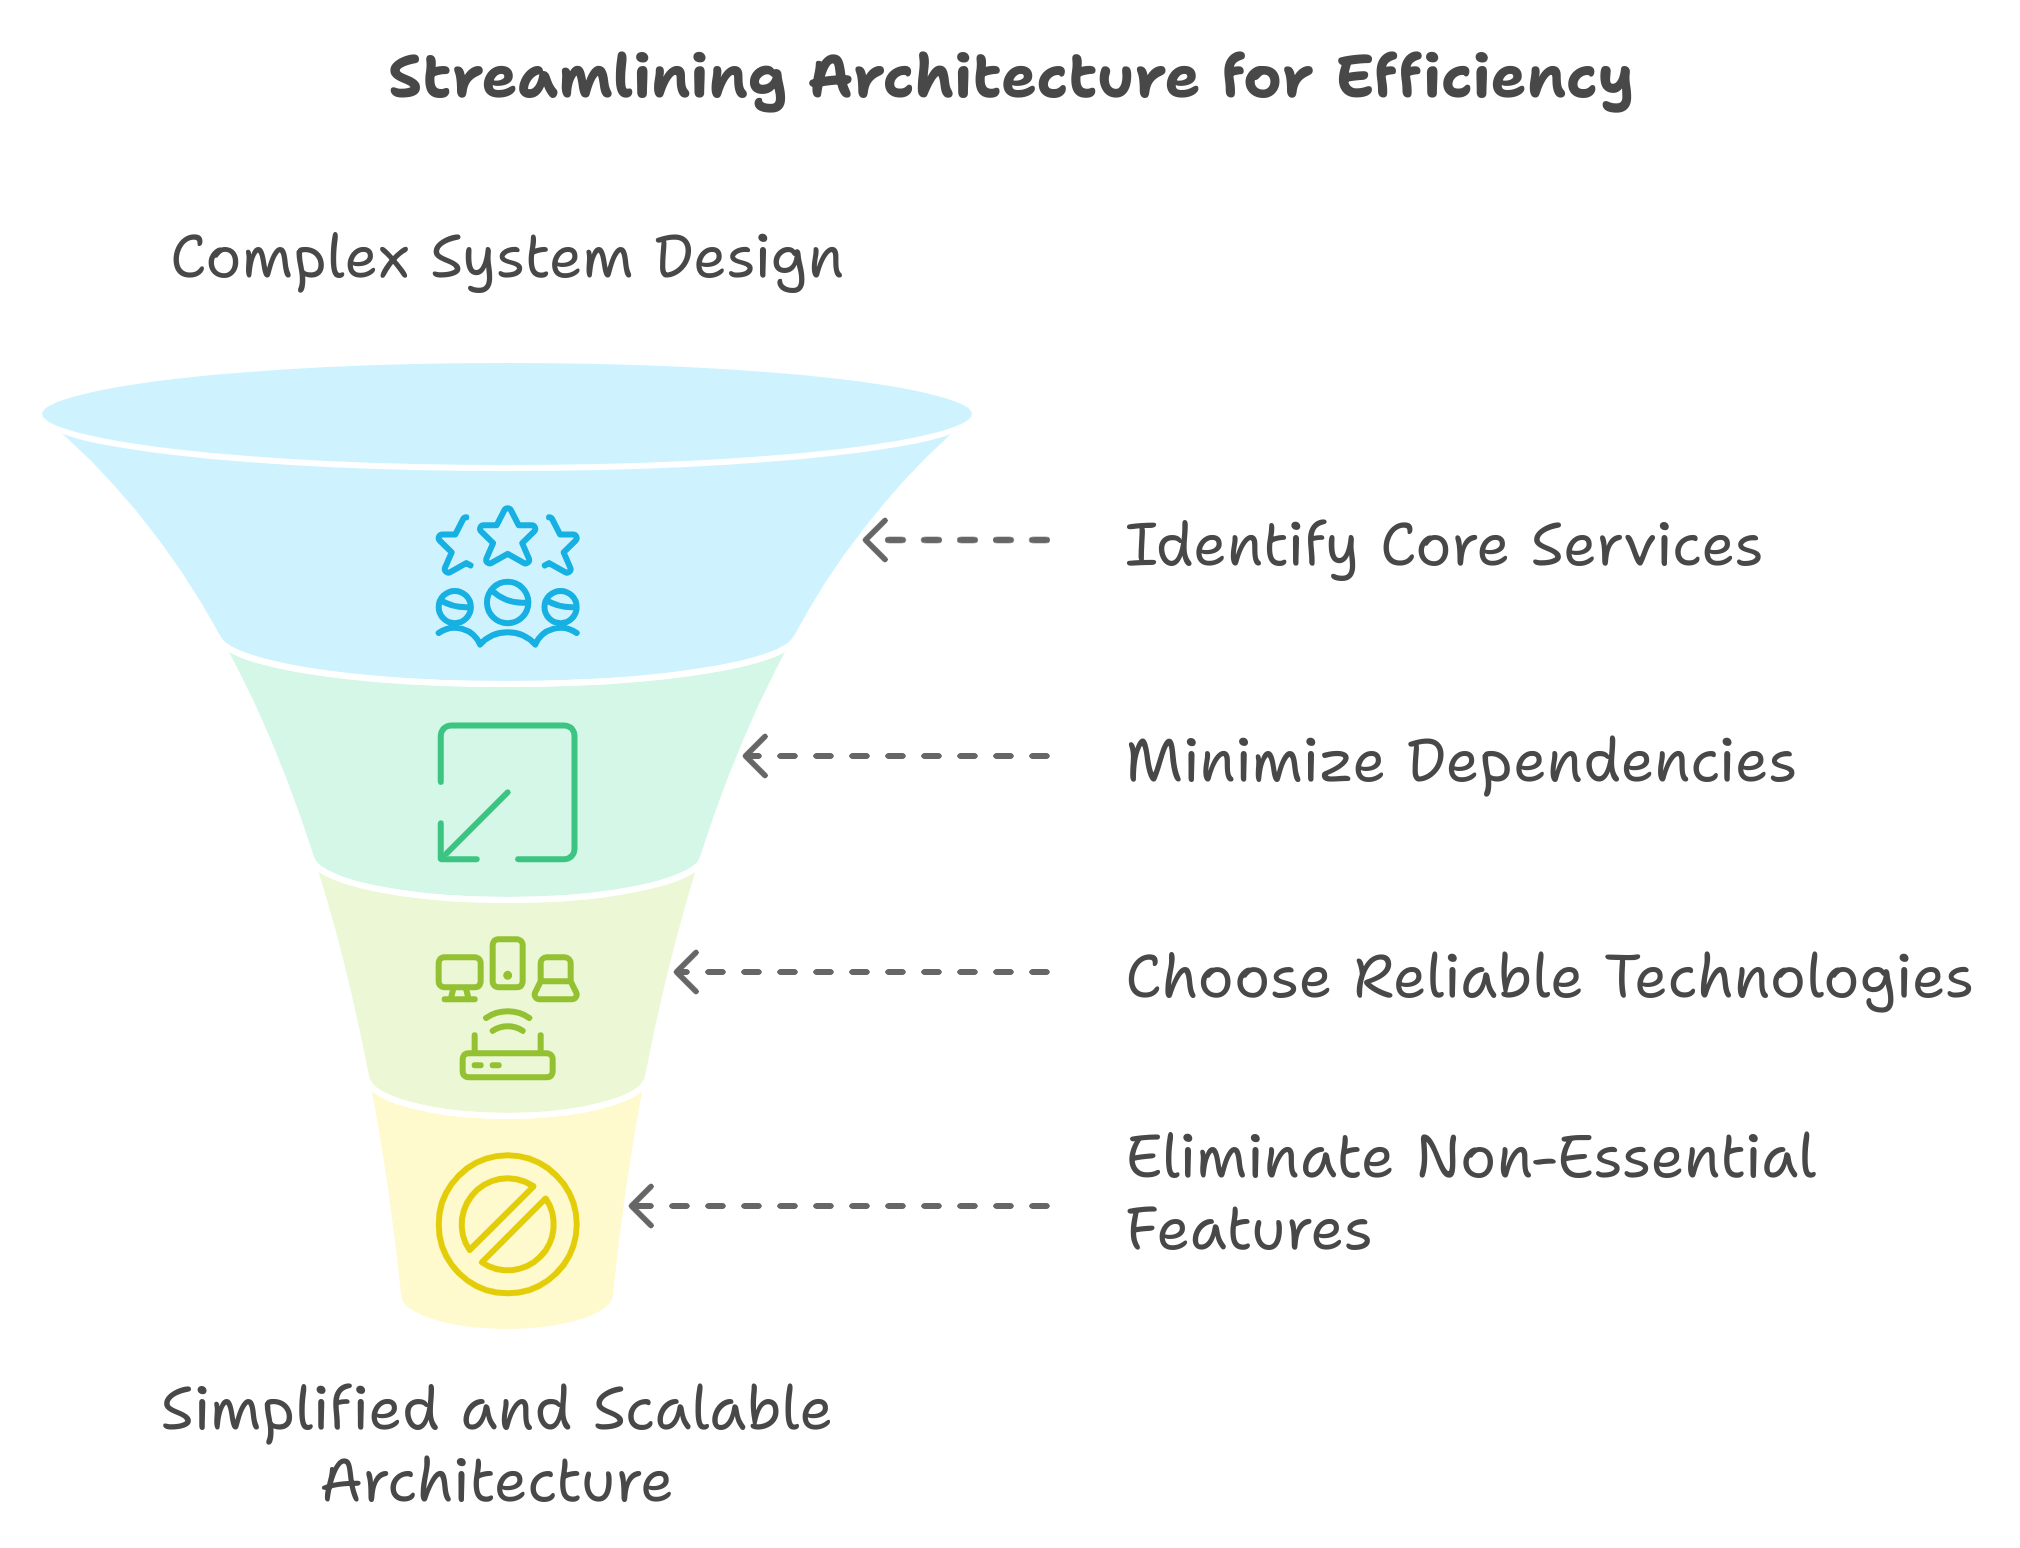 Streamlining Architecture for Efficiency
Complex System Design
Identify Core Services
Minimize Dependencies
Choose Reliable Technologies
Eliminate Non-Essential
Features
Simplified and Scalable
Architecture